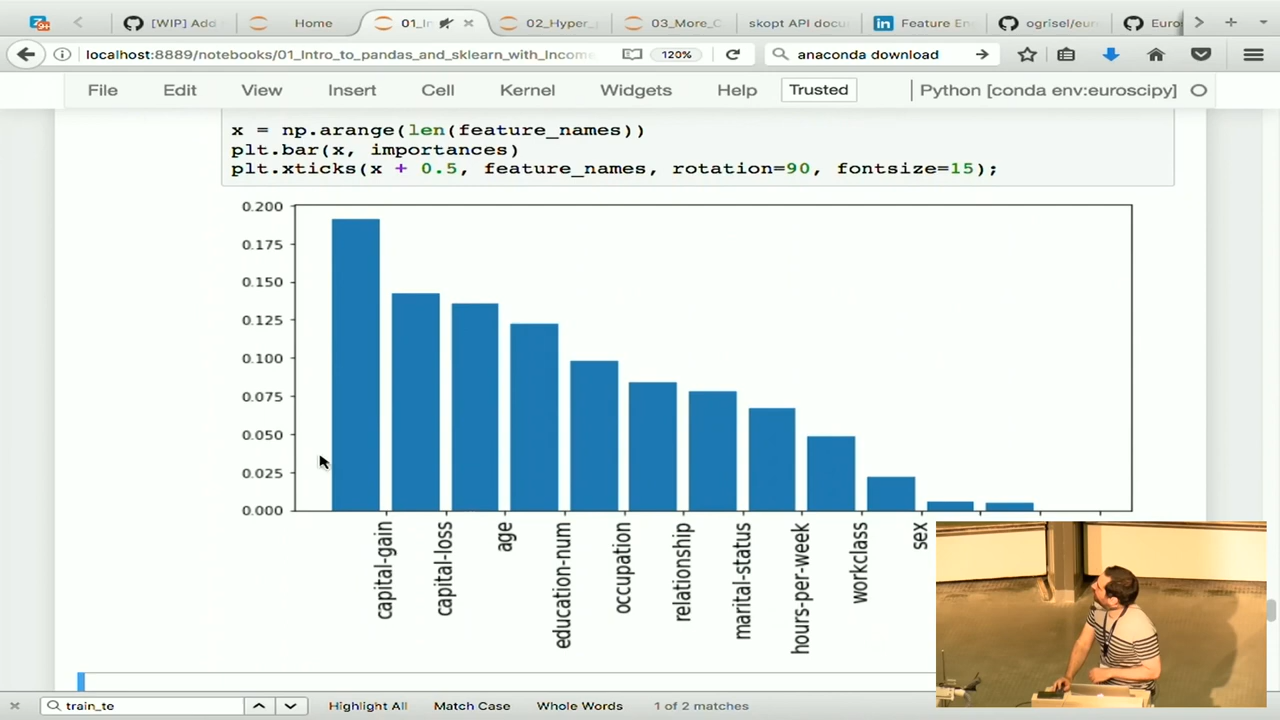 [WIP] Add
Home
01_In
02_Hyper_
03_More_C
skopt API docu
Feature En
ogrisel/eur
Euros
localhost:8889/notebooks/01_Intro_to_pandas_and_sklearn_with_Incom
120%
anaconda download
File Edit View Insert Cell Kernel Widgets Help Trusted Python [conda env:euroscipy]
x = np.arange(len(feature_names))
plt.bar(x, importances)
plt.xticks(x + 0.5, feature_names, rotation=90, fontsize=15);
0.200
0.175
0.150
0.125
0.100
0.075
0.050
0.025
0.000
capital-gain
capital-loss
age
education-num
occupation
relationship
marital-status
hours-per-week
workclass
sex
train_te
Highlight All Match Case Whole Words 1 of 2 matches